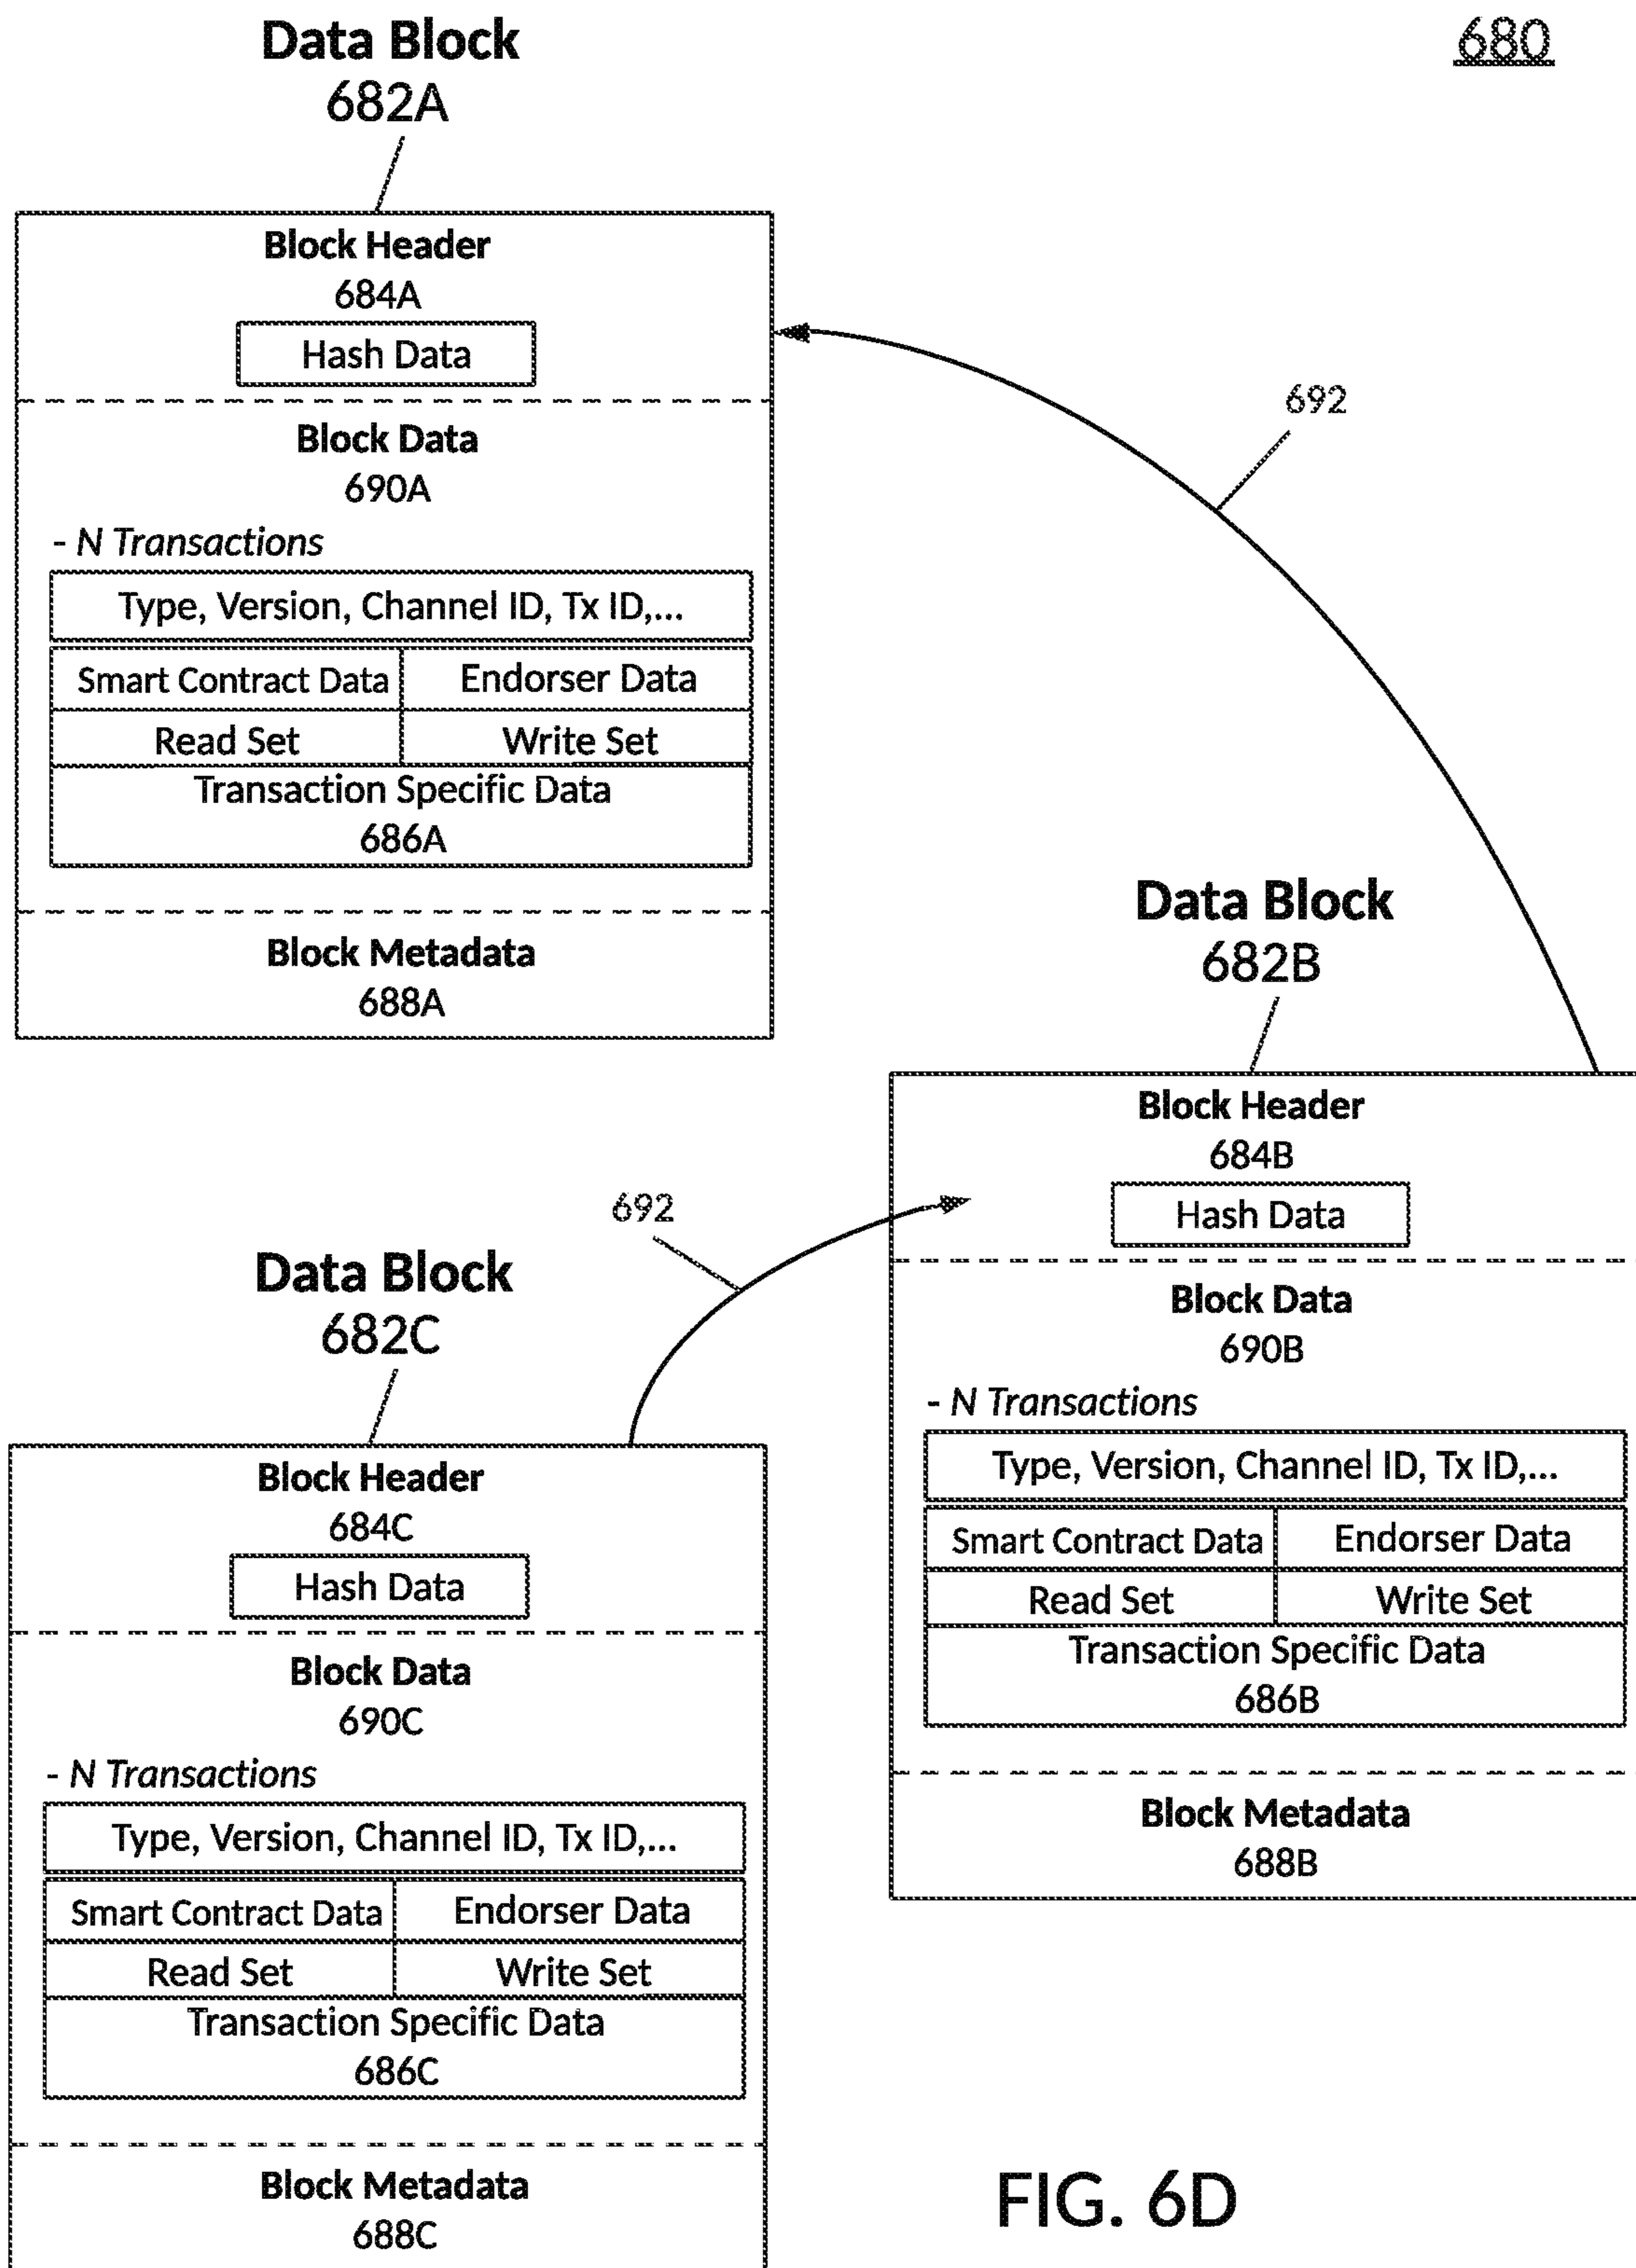 680
Data Block
682A
Block Header
684A
Hash Data
Block Data
690A
- N Transactions
Type, Version, Channel ID, Tx ID,...
Smart Contract Data
Endorser Data
Read Set
Write Set
Transaction Specific Data
686A
Block Metadata
688A
692
Data Block
682B
Block Header
684B
Hash Data
Block Data
690B
- N Transactions
Type, Version, Channel ID, Tx ID,...
Smart Contract Data
Endorser Data
Read Set
Write Set
Transaction Specific Data
686B
Block Metadata
688B
692
Data Block
682C
Block Header
684C
Hash Data
Block Data
690C
- N Transactions
Type, Version, Channel ID, Tx ID,...
Smart Contract Data
Endorser Data
Read Set
Write Set
Transaction Specific Data
686C
Block Metadata
688C
FIG. 6D